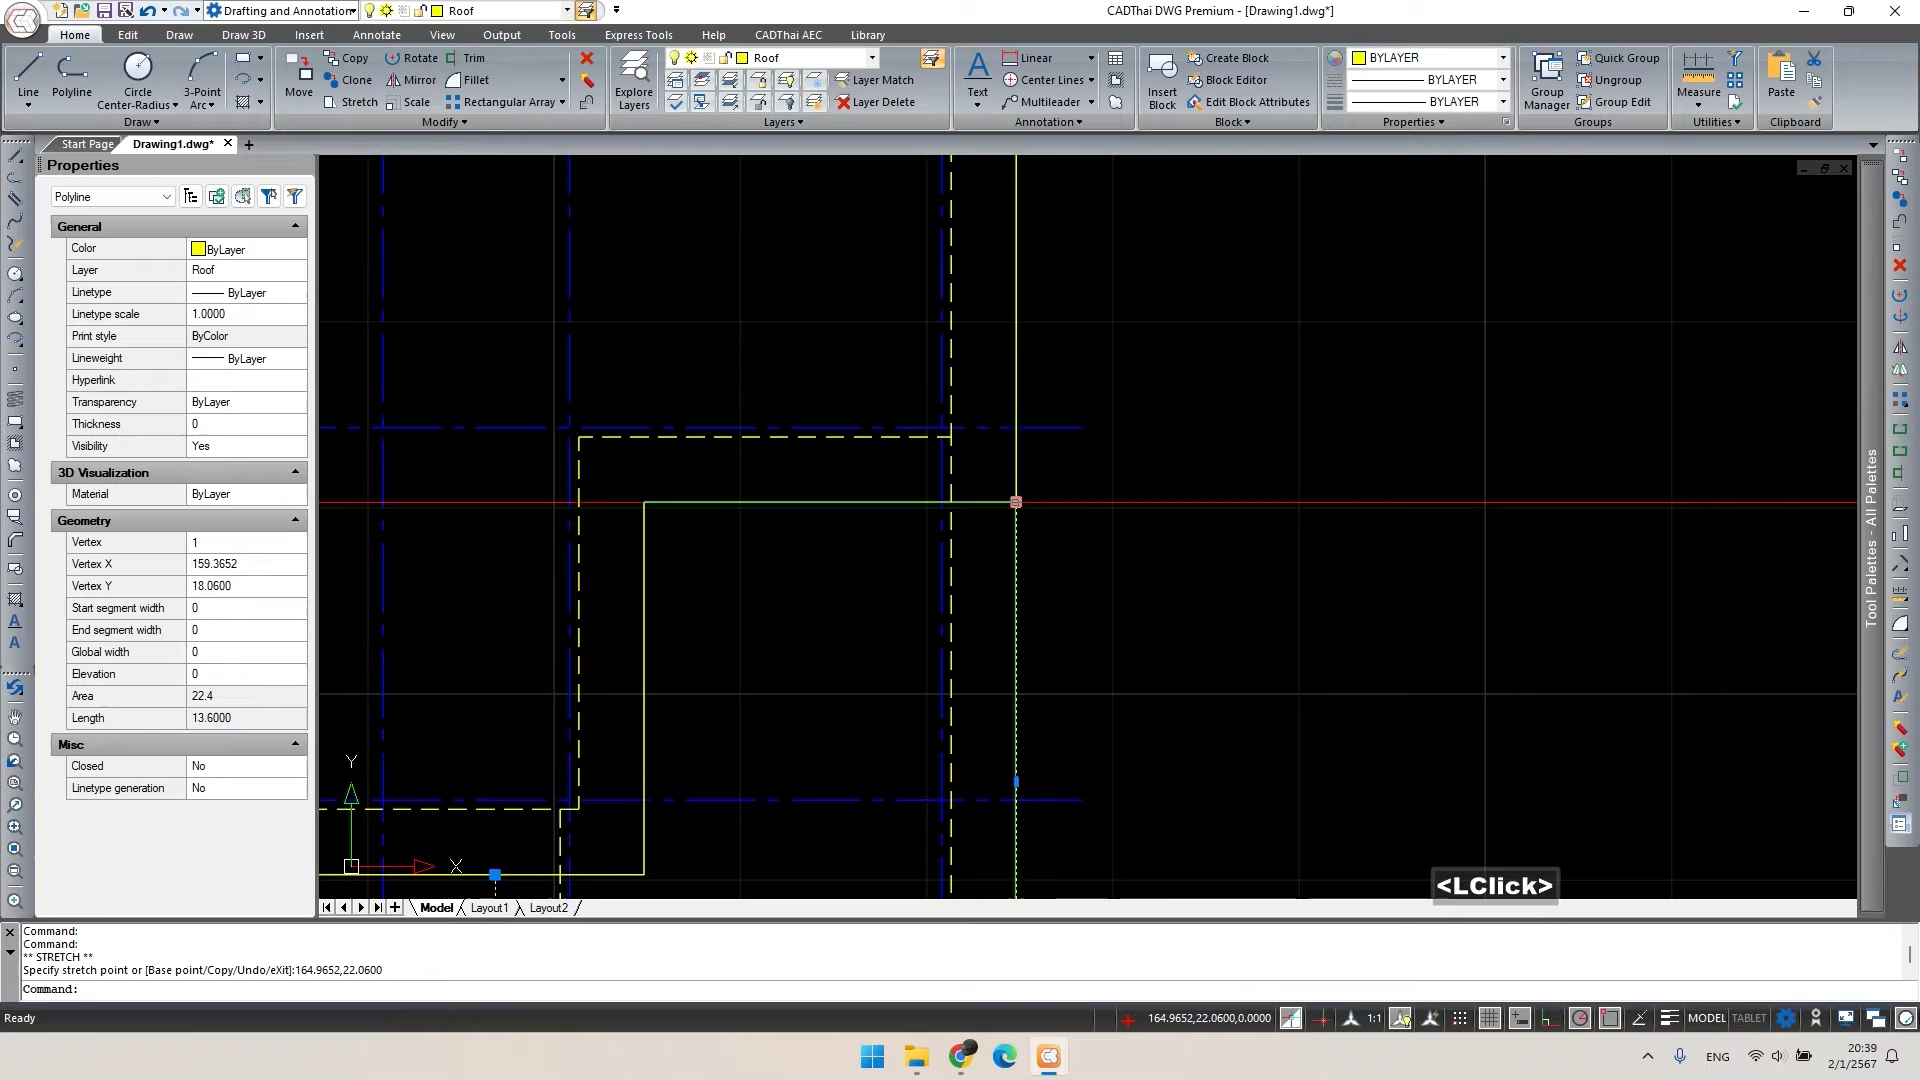 Drafting and Annotation
Roof
CADThai DWG Premium - [Drawing1.dwg*]
Home Edit Draw Draw 3D Insert Annotate View Output Tools Express Tools Help CADThai AEC Library
Line
Polyline
Circle
Center-Radius
3-Point
Arc
Draw
Move
Copy
Clone
Stretch
Rotate
Mirror
Scale
Trim
Fillet
Rectangular Array
Modify
Explore
Layers
Roof
Layer Match
Layer Delete
Layers
Text
Linear
Center Lines
Multileader
Annotation
Insert
Block
Create Block
Block Editor
Edit Block Attributes
Block
BYLAYER
BYLAYER
BYLAYER
Properties
Group
Manager
Quick Group
Ungroup
Group Edit
Groups
Measure
Utilities
Paste
Clipboard
Start Page
Drawing1.dwg*
Properties
Polyline
General
Color ByLayer
Layer Roof
Linetype ByLayer
Linetype scale 1.0000
Print style ByColor
Lineweight ByLayer
Hyperlink
Transparency ByLayer
Thickness 0
Visibility Yes
3D Visualization
Material ByLayer
Geometry
Vertex 1
Vertex X 159.3652
Vertex Y 18.0600
Start segment width 0
End segment width 0
Global width 0
Elevation 0
Area 22.4
Length 13.6000
Misc
Closed No
Linetype generation No
Y
X
<LClick>
Tool Palettes - All Palettes
Model Layout1 Layout2
Command:
Command:
** STRETCH **
Specify stretch point or [Base point/Copy/Undo/eXit]:164.9652,22.0600
Command:
Ready
164.9652,22.0600,0.0000
1:1
MODEL TABLET
ENG
20:39
2/1/2567